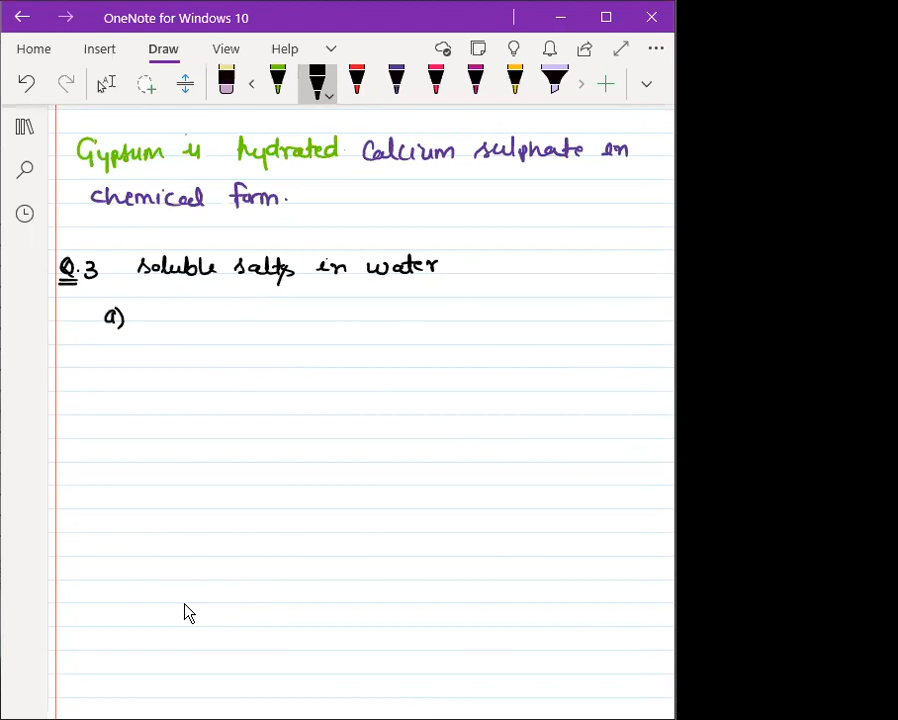 OneNote for Windows 10
Home Insert Draw View Help
Gypsum is hydrated Calcium sulphate in
chemical form.
Q.3 soluble salts in water
a)